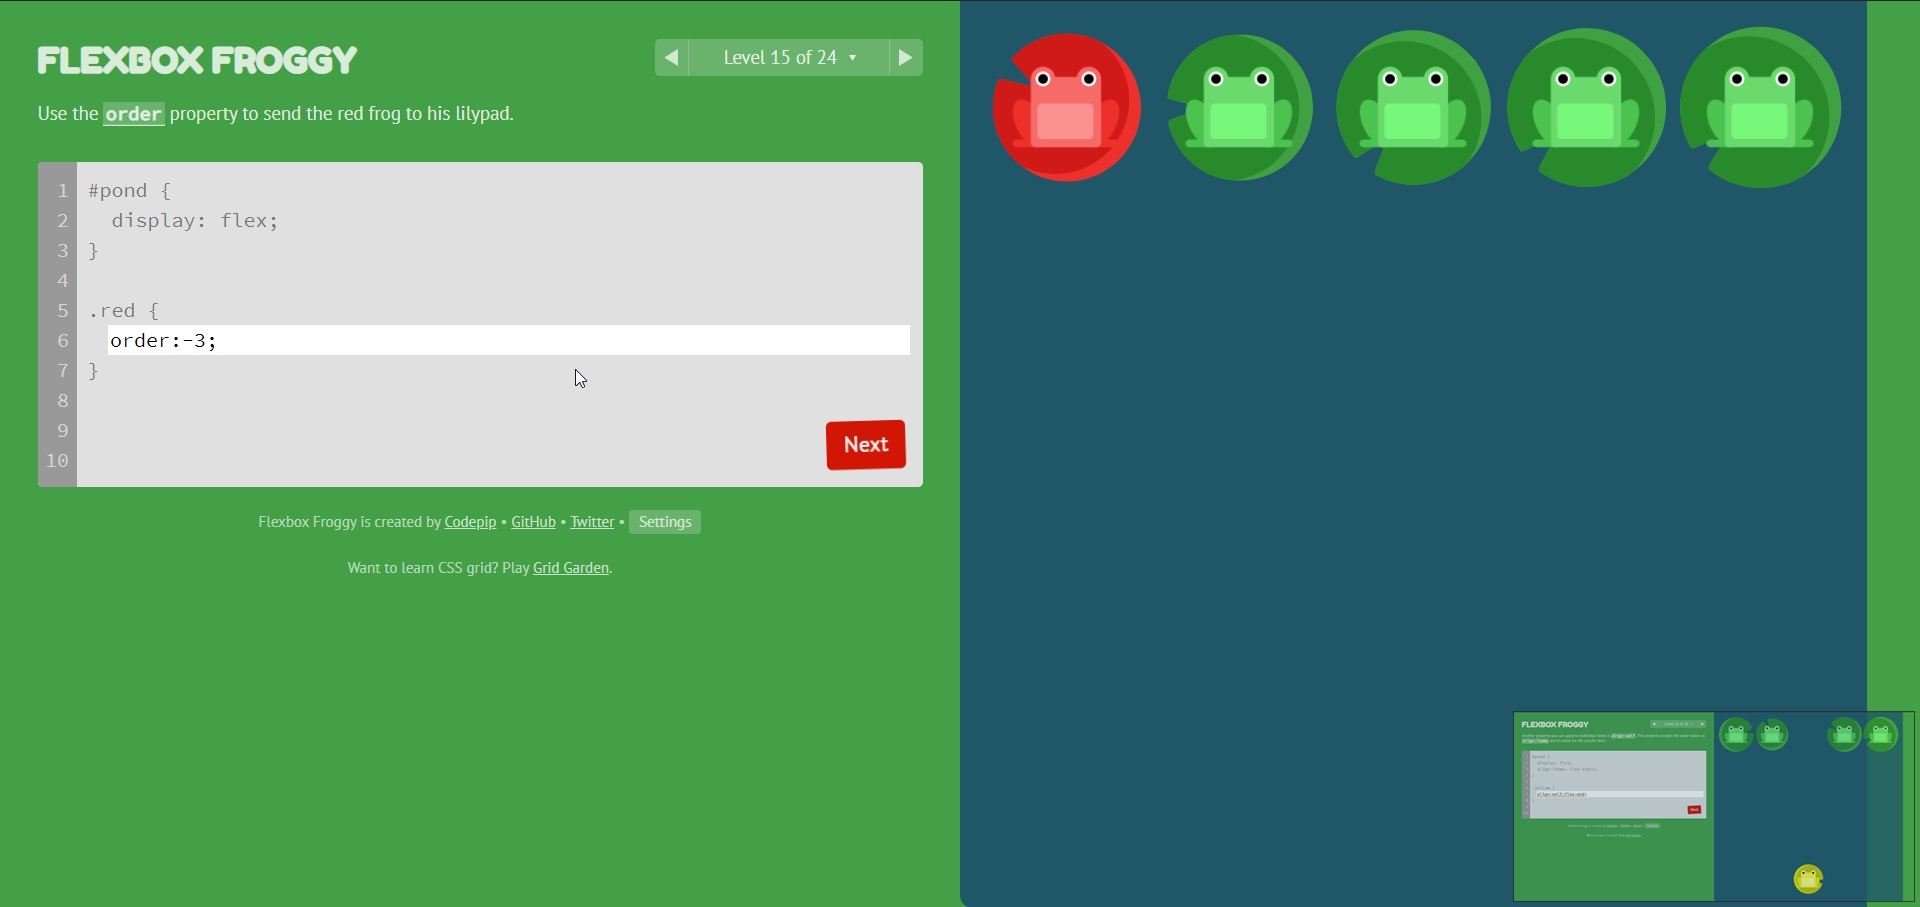 FLEXBOX FROGGY
Level 15 of 24 ▼
Use the order property to send the red frog to his lilypad.
1 #pond {
2 display: flex;
3 }
4
5 .red {
6 order:-3;
7 }
8
9
10
Next
Flexbox Froggy is created by Codepip • GitHub • Twitter • Settings
Want to learn CSS grid? Play Grid Garden.
FLEXBOX FROGGY